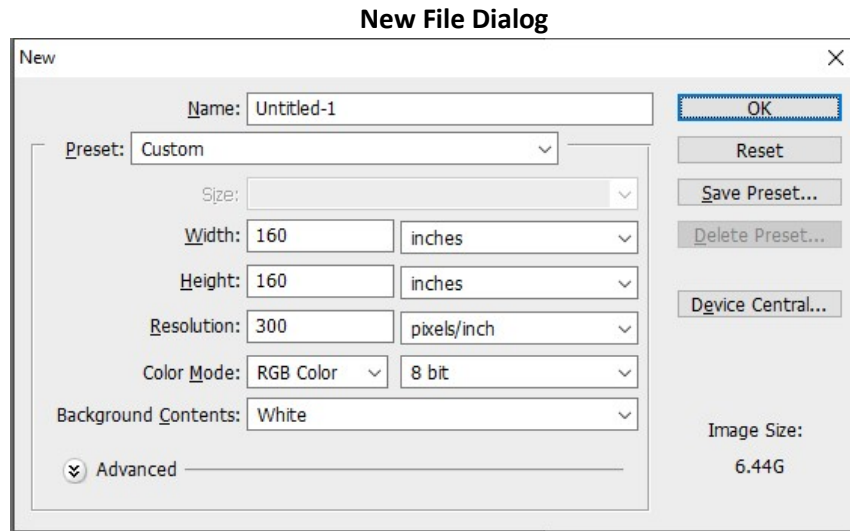 New File Dialog
New
Name: Untitled-1
OK
Preset: Custom
Reset
Size:
Save Preset...
Width: 160 inches
Delete Preset...
Height: 160 inches
Device Central...
Resolution: 300 pixels/inch
Color Mode: RGB Color 8 bit
Background Contents: White
Image Size:
Advanced
6.44G